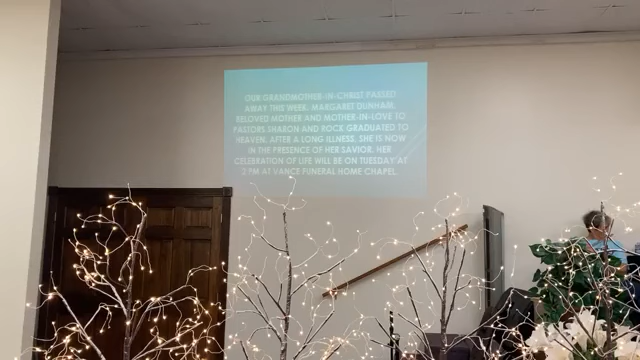 OUR GRANDMOTHER-IN-CHRIST PASSED
AWAY THIS WEEK. MARGARET DUNHAM,
BELOVED MOTHER AND MOTHER-IN-LOVE TO
PASTORS SHARON AND ROCK GRADUATED TO
HEAVEN. AFTER A LONG ILLNESS, SHE IS NOW
IN THE PRESENCE OF HER SAVIOR. HER
CELEBRATION OF LIFE WILL BE ON TUESDAY AT
2 PM AT VANCE FUNERAL HOME CHAPEL.